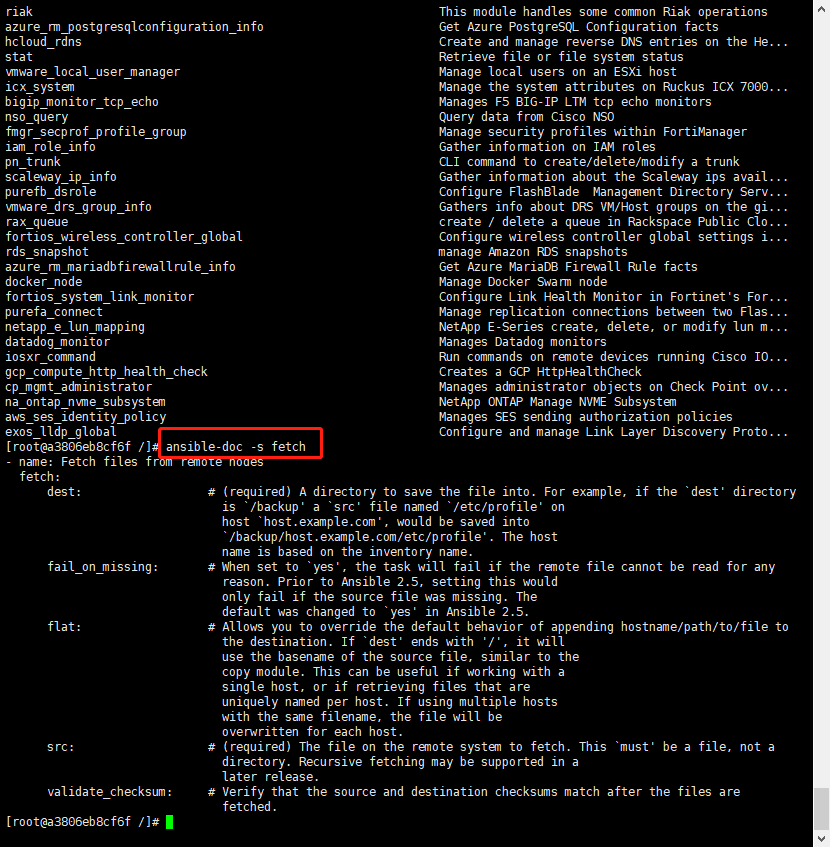 riak This module handles some common Riak operations
azure_rm_postgresqlconfiguration_info Get Azure PostgreSQL Configuration facts
hcloud_rdns Create and manage reverse DNS entries on the He...
stat Retrieve file or file system status
vmware_local_user_manager Manage local users on an ESXi host
icx_system Manage the system attributes on Ruckus ICX 7000...
bigip_monitor_tcp_echo Manages F5 BIG-IP LTM tcp echo monitors
nso_query Query data from Cisco NSO
fmgr_secprof_profile_group Manage security profiles within FortiManager
iam_role_info Gather information on IAM roles
pn_trunk CLI command to create/delete/modify a trunk
scaleway_ip_info Gather information about the Scaleway ips avail...
purefb_dsrole Configure FlashBlade  Management Directory Serv...
vmware_drs_group_info Gathers info about DRS VM/Host groups on the gi...
rax_queue create / delete a queue in Rackspace Public Clo...
fortios_wireless_controller_global Configure wireless controller global settings i...
rds_snapshot manage Amazon RDS snapshots
azure_rm_mariadbfirewallrule_info Get Azure MariaDB Firewall Rule facts
docker_node Manage Docker Swarm node
fortios_system_link_monitor Configure Link Health Monitor in Fortinet's For...
purefa_connect Manage replication connections between two Flas...
netapp_e_lun_mapping NetApp E-Series create, delete, or modify lun m...
datadog_monitor Manages Datadog monitors
iosxr_command Run commands on remote devices running Cisco IO...
gcp_compute_http_health_check Creates a GCP HttpHealthCheck
cp_mgmt_administrator Manages administrator objects on Check Point ov...
na_ontap_nvme_subsystem NetApp ONTAP Manage NVME Subsystem
aws_ses_identity_policy Manages SES sending authorization policies
exos_lldp_global Configure and manage Link Layer Discovery Proto...
[root@a3806eb8cf6f /]# ansible-doc -s fetch
- name: Fetch files from remote nodes
fetch:
dest: # (required) A directory to save the file into. For example, if the `dest' directory
is `/backup' a `src' file named `/etc/profile' on
host `host.example.com', would be saved into
`/backup/host.example.com/etc/profile'. The host
name is based on the inventory name.
fail_on_missing: # When set to `yes', the task will fail if the remote file cannot be read for any
reason. Prior to Ansible 2.5, setting this would
only fail if the source file was missing. The
default was changed to `yes' in Ansible 2.5.
flat: # Allows you to override the default behavior of appending hostname/path/to/file to
the destination. If `dest' ends with '/', it will
use the basename of the source file, similar to the
copy module. This can be useful if working with a
single host, or if retrieving files that are
uniquely named per host. If using multiple hosts
with the same filename, the file will be
overwritten for each host.
src: # (required) The file on the remote system to fetch. This `must' be a file, not a
directory. Recursive fetching may be supported in a
later release.
validate_checksum: # Verify that the source and destination checksums match after the files are
fetched.
[root@a3806eb8cf6f /]#